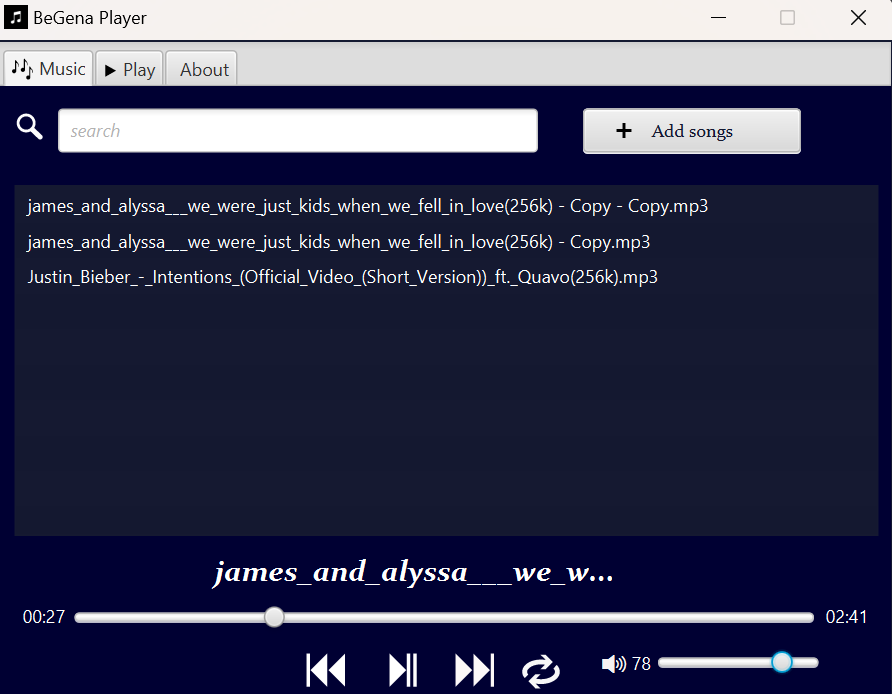 BeGena Player
Music
Play
About
search
+ Add songs
james_and_alyssa___we_were_just_kids_when_we_fell_in_love(256k) - Copy - Copy.mp3
james_and_alyssa___we_were_just_kids_when_we_fell_in_love(256k) - Copy.mp3
Justin_Bieber_-_Intentions_(Official_Video_(Short_Version))_ft._Quavo(256k).mp3
james_and_alyssa___we_w...
00:27
02:41
78